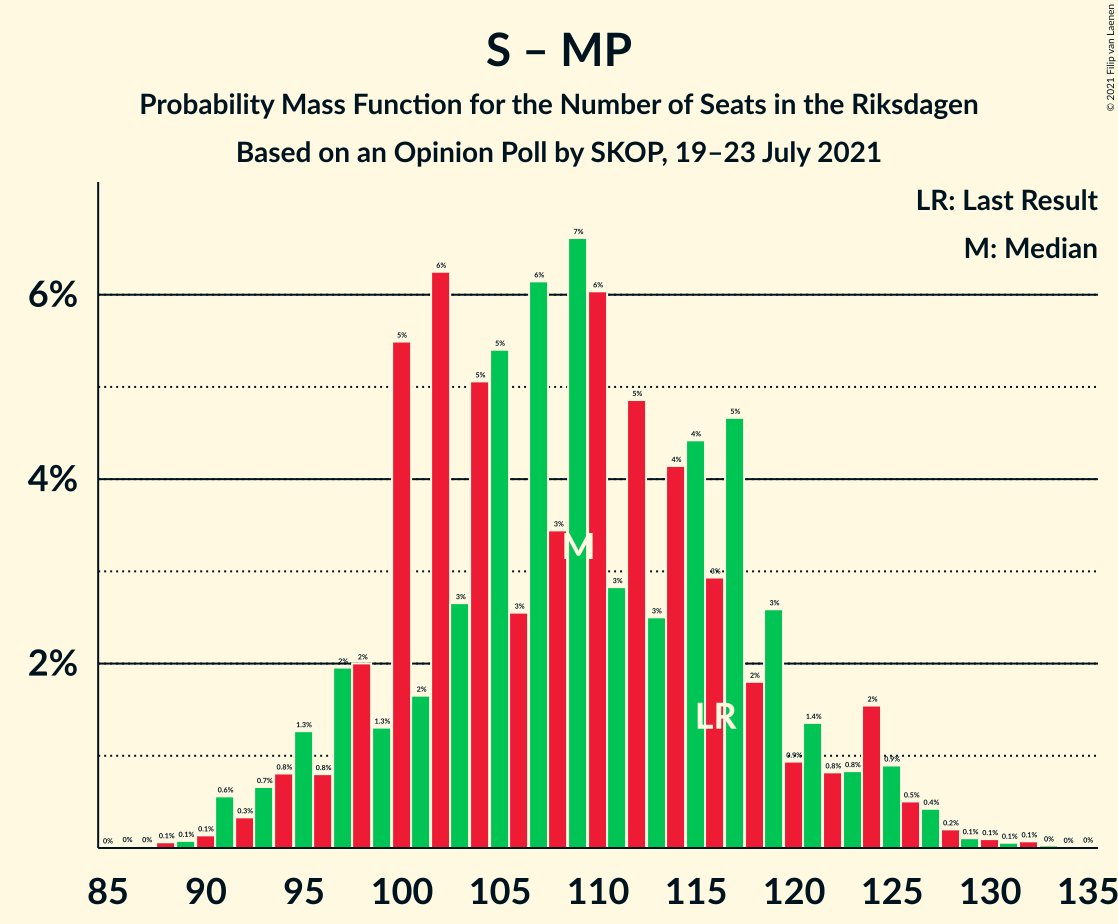 S – MP
Probability Mass Function for the Number of Seats in the Riksdagen
Based on an Opinion Poll by SKOP, 19–23 July 2021
© 2021 Filip van Laenen
LR: Last Result
M: Median
6%
4%
2%
0% 0% 0% 0.1% 0.1% 0.1% 0.6% 0.3% 0.7% 0.8% 1.3% 0.8% 2% 2% 1.3% 5% 2% 6% 3% 5% 5% 3% 6% 3% 7% 6% 3% 5% 3% 4% 4% 3% 5% 2% 3% 0.9% 1.4% 0.8% 0.8% 2% 0.9% 0.5% 0.4% 0.2% 0.1% 0.1% 0.1% 0.1% 0% 0% 0%
M
LR
85 90 95 100 105 110 115 120 125 130 135